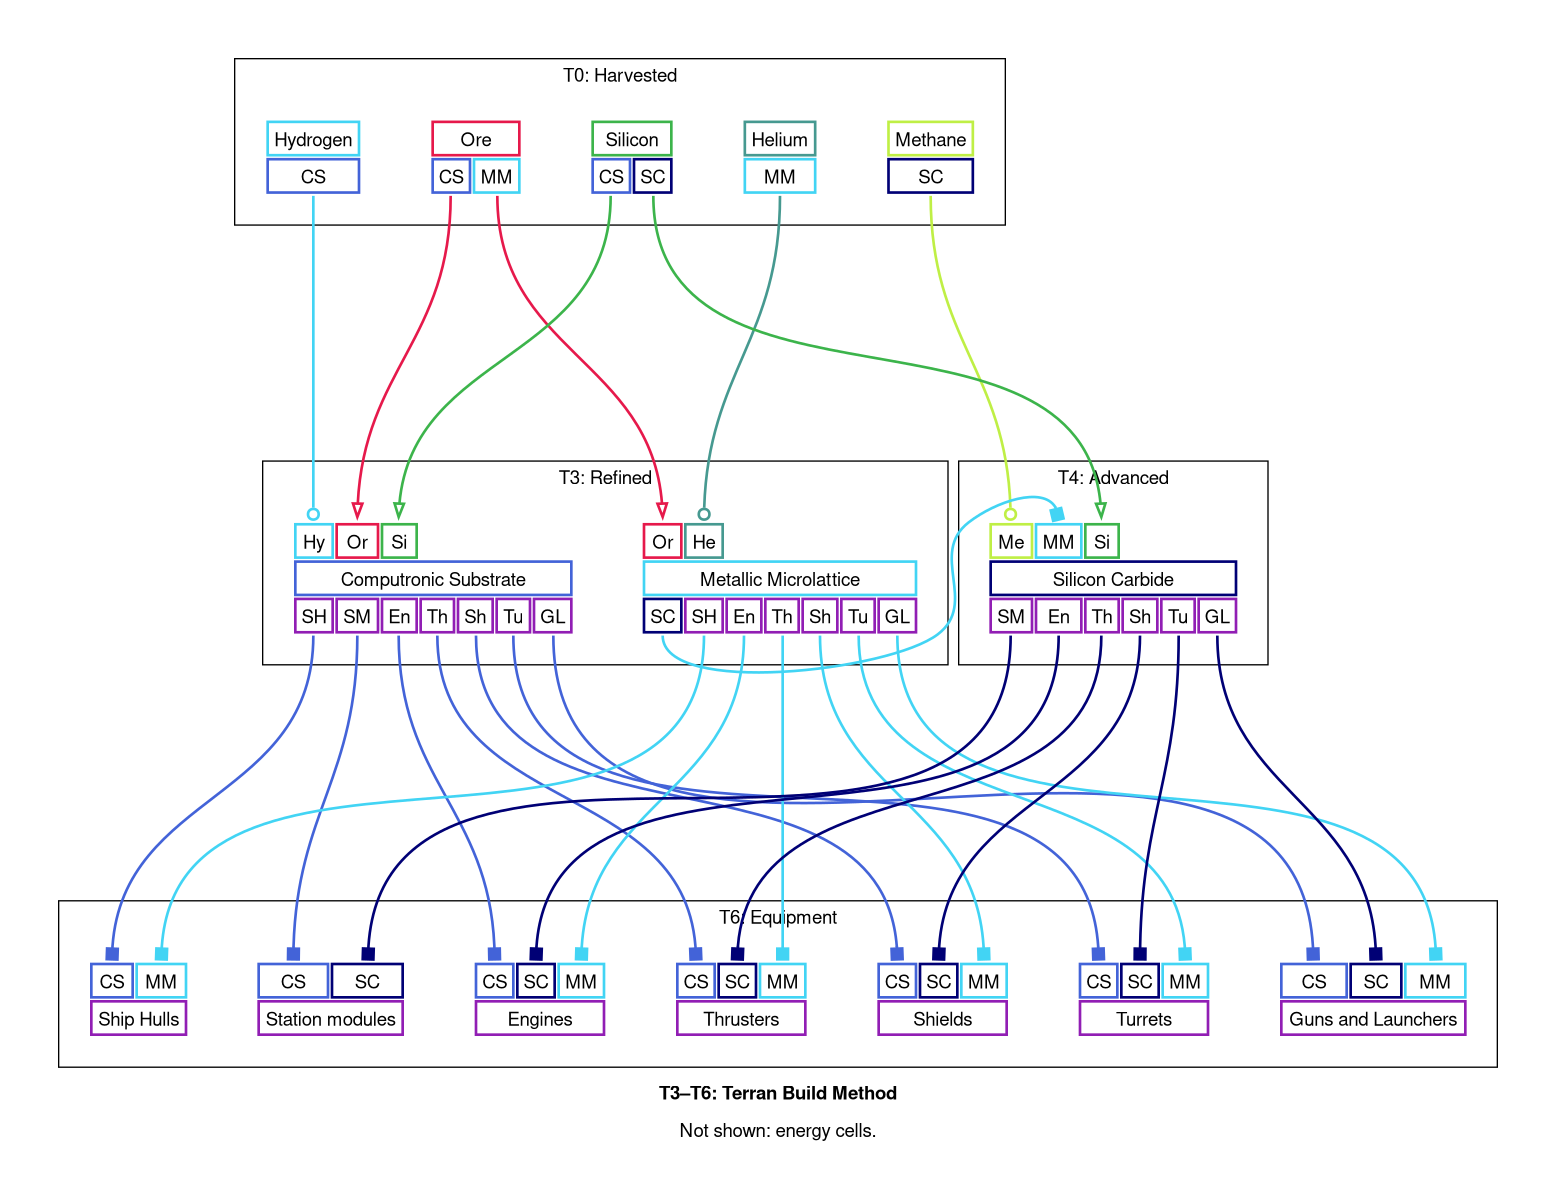 T0: Harvested
Hydrogen Ore Silicon Helium Methane
CS CS MM CS SC MM SC
T3: Refined T4: Advanced
Hy Or Si Or He Me MM Si
Computronic Substrate Metallic Microlattice Silicon Carbide
SH SM En Th Sh Tu GL SC SH En Th Sh Tu GL SM En Th Sh Tu GL
T6: Equipment
CS MM CS SC CS SC MM CS SC MM CS SC MM CS SC MM CS SC MM
Ship Hulls Station modules Engines Thrusters Shields Turrets Guns and Launchers
T3–T6: Terran Build Method
Not shown: energy cells.